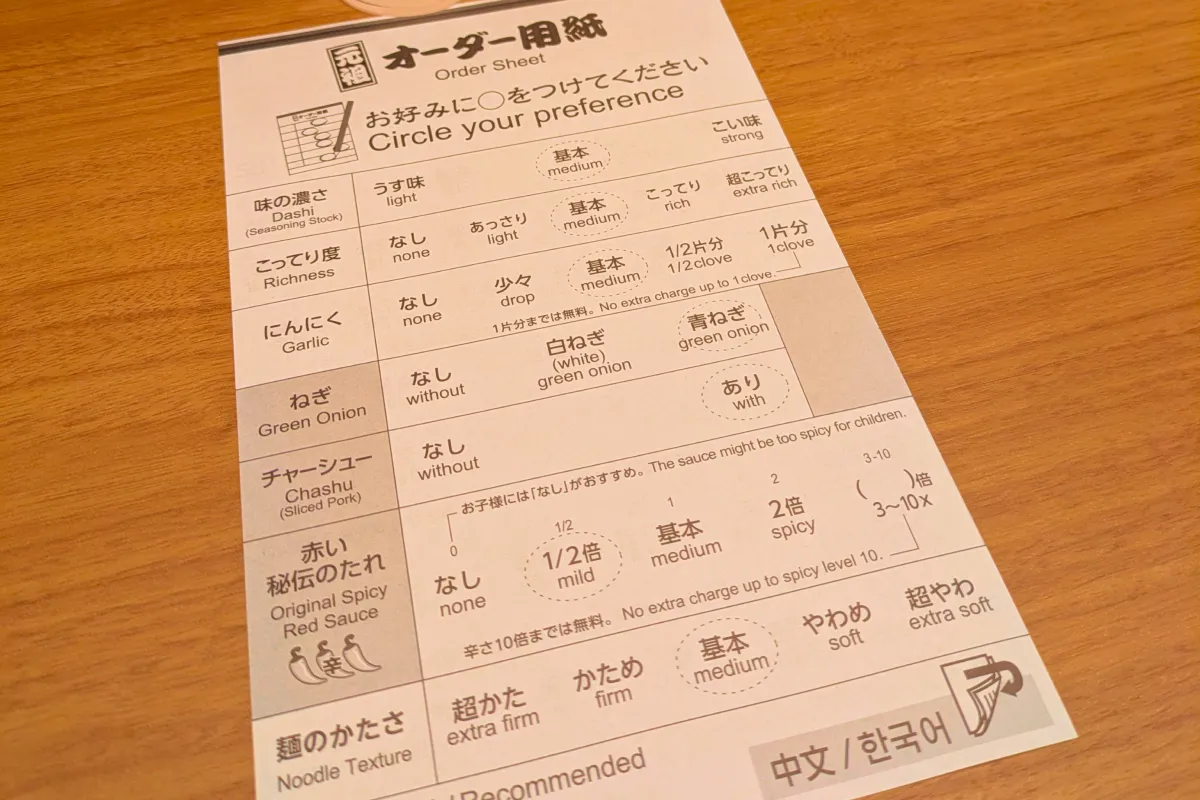 元祖 オーダー用紙
Order Sheet
お好みに○をつけてください
Circle your preference
味の濃さ
Dashi
(Seasoning Stock)
うす味
light
基本
medium
こい味
strong
こってり度
Richness
なし
none
あっさり
light
基本
medium
こってり
rich
超こってり
extra rich
にんにく
Garlic
なし
none
少々
drop
基本
medium
1/2片分
1/2clove
1片分
1clove
1片分までは無料。No extra charge up to 1clove.
ねぎ
Green Onion
なし
without
白ねぎ
(white)
green onion
青ねぎ
green onion
チャーシュー
Chashu
(Sliced Pork)
なし
without
あり
with
赤い
秘伝のたれ
Original Spicy
Red Sauce
辛
お子様には「なし」がおすすめ。The sauce might be too spicy for children.
0
なし
none
1/2
1/2倍
mild
1
基本
medium
2
2倍
spicy
3-10
( )倍
3~10x
辛さ10倍までは無料。 No extra charge up to spicy level 10.
麺のかたさ
Noodle Texture
超かた
extra firm
かため
firm
基本
medium
やわめ
soft
超やわ
extra soft
/Recommended
中文/한국어